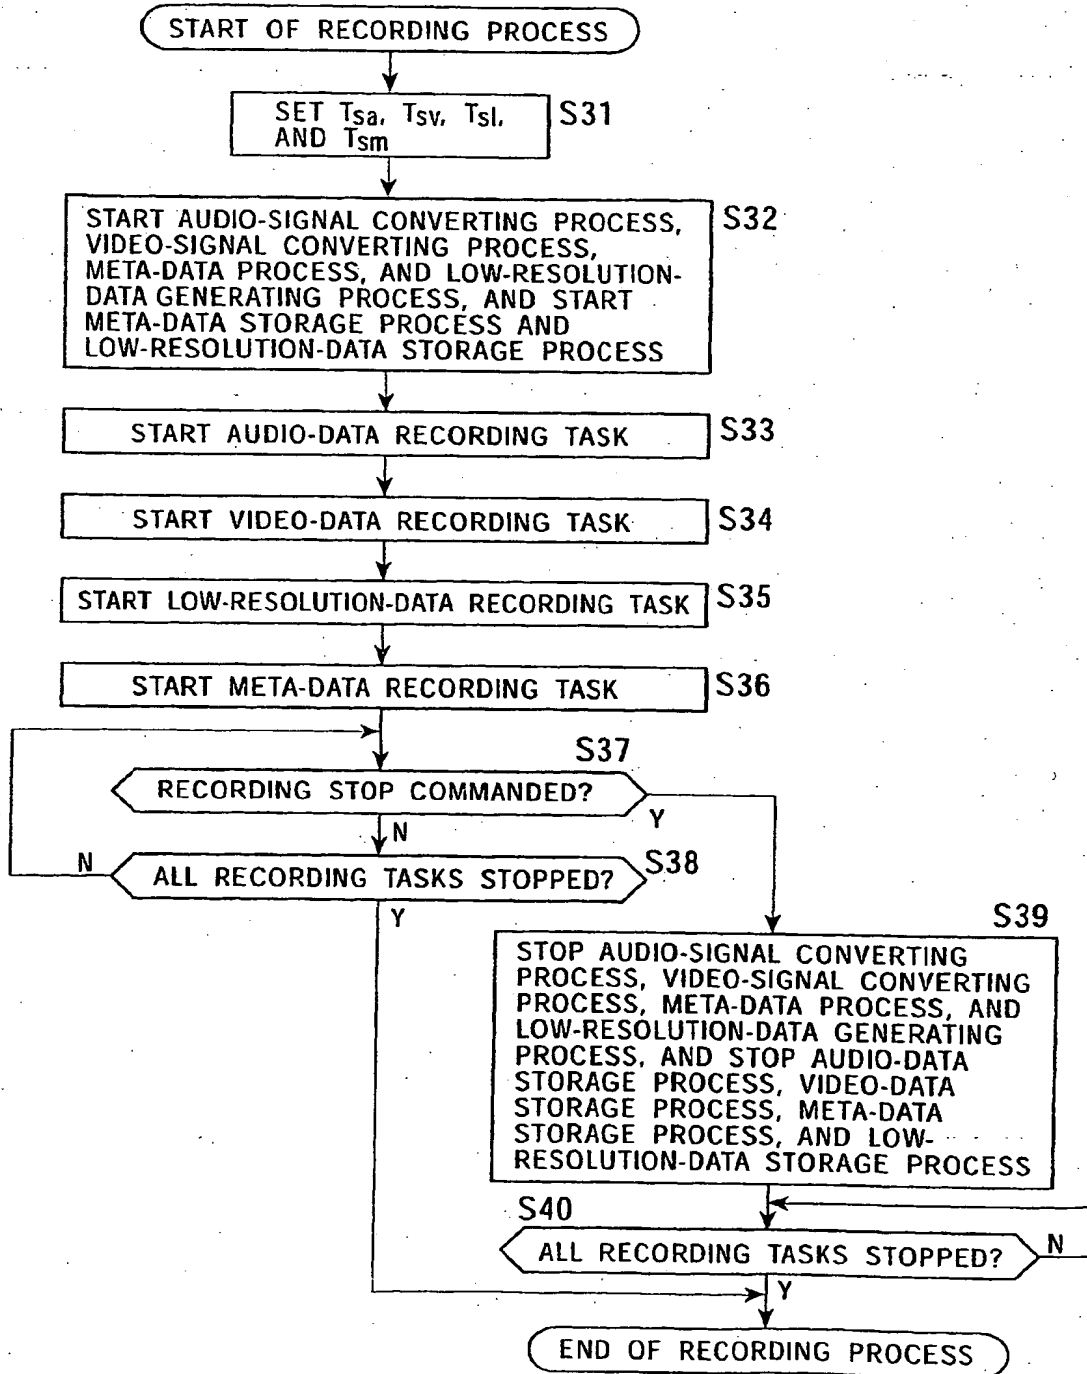 START OF RECORDING PROCESS
SET Tsa, Tsv, Tsl,
AND Tsm
S31
START AUDIO-SIGNAL CONVERTING PROCESS,
VIDEO-SIGNAL CONVERTING PROCESS,
META-DATA PROCESS, AND LOW-RESOLUTION-
DATA GENERATING PROCESS, AND START
META-DATA STORAGE PROCESS AND
LOW-RESOLUTION-DATA STORAGE PROCESS
S32
START AUDIO-DATA RECORDING TASK
S33
START VIDEO-DATA RECORDING TASK
S34
START LOW-RESOLUTION-DATA RECORDING TASK
S35
START META-DATA RECORDING TASK
S36
S37
RECORDING STOP COMMANDED?
Y
N
S38
N
ALL RECORDING TASKS STOPPED?
Y
S39
STOP AUDIO-SIGNAL CONVERTING
PROCESS, VIDEO-SIGNAL CONVERTING
PROCESS, META-DATA PROCESS, AND
LOW-RESOLUTION-DATA GENERATING
PROCESS, AND STOP AUDIO-DATA
STORAGE PROCESS, VIDEO-DATA
STORAGE PROCESS, META-DATA
STORAGE PROCESS, AND LOW-
RESOLUTION-DATA STORAGE PROCESS
S40
ALL RECORDING TASKS STOPPED?
N
Y
END OF RECORDING PROCESS